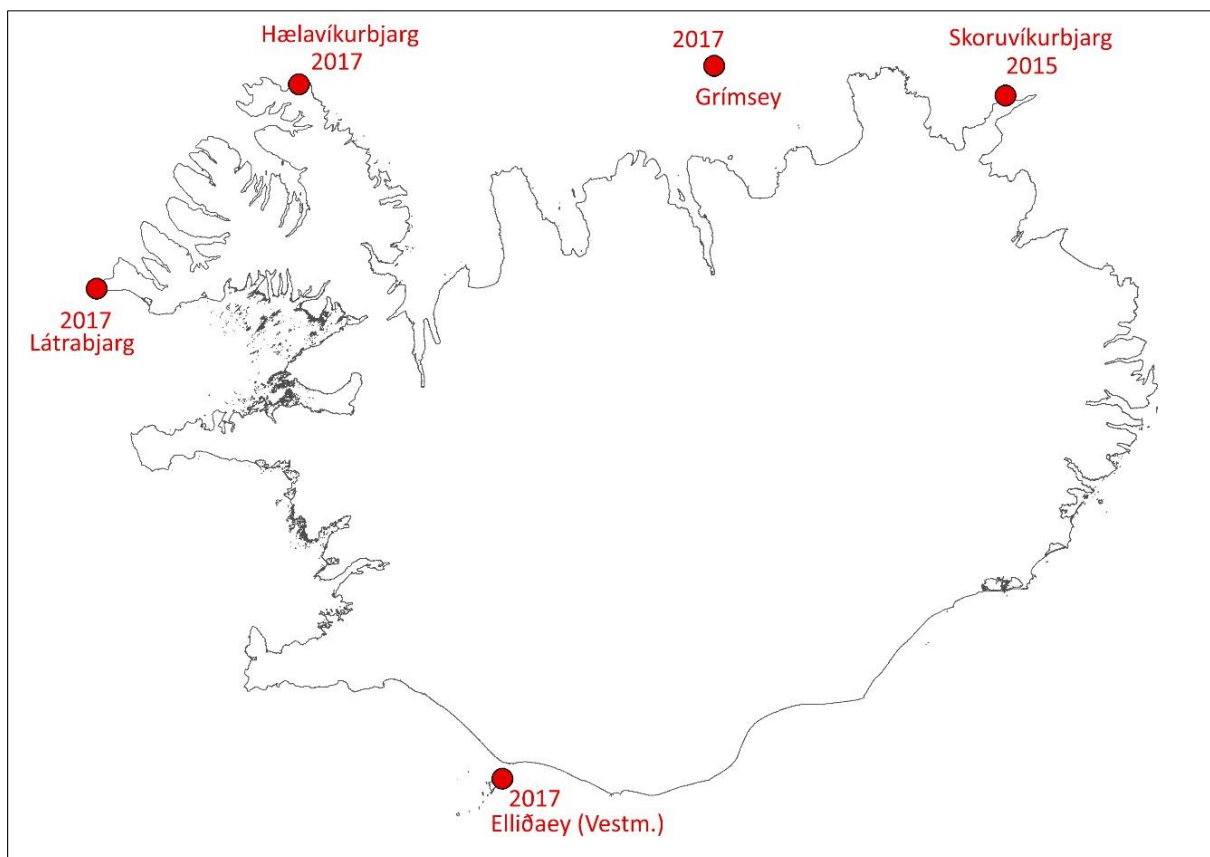 Hælavíkurbjarg
2017
2017
Grímsey
Skoruvíkurbjarg
2015
2017
Látrabjarg
2017
Elliðaey (Vestm.)